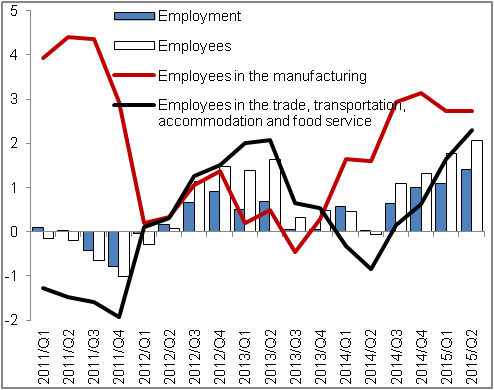 5
4
3
2
1
0
-1
-2
Employment
Employees
Employees in the manufacturing
Employees in the trade, transportation,
accommodation and food service
2011/Q1
2011/Q2
2011/Q3
2011/Q4
2012/Q1
2012/Q2
2012/Q3
2012/Q4
2013/Q1
2013/Q2
2013/Q3
2013/Q4
2014/Q1
2014/Q2
2014/Q3
2014/Q4
2015/Q1
2015/Q2